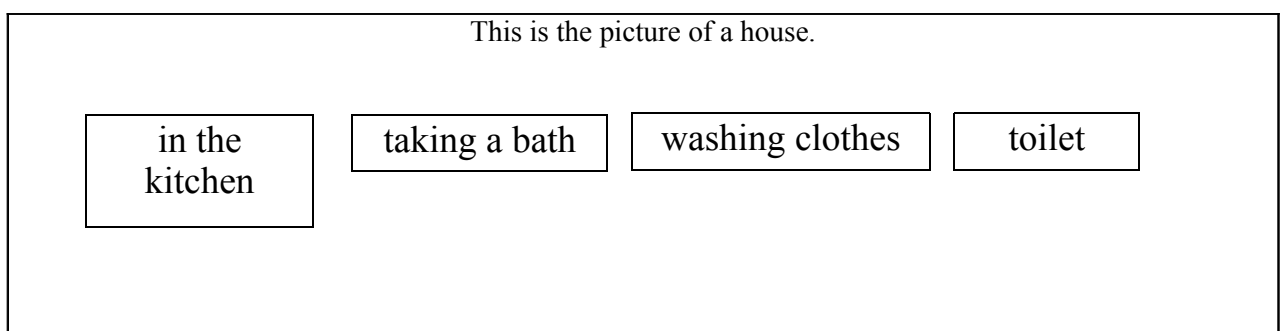 This is the picture of a house.
in the
kitchen
taking a bath
washing clothes
toilet